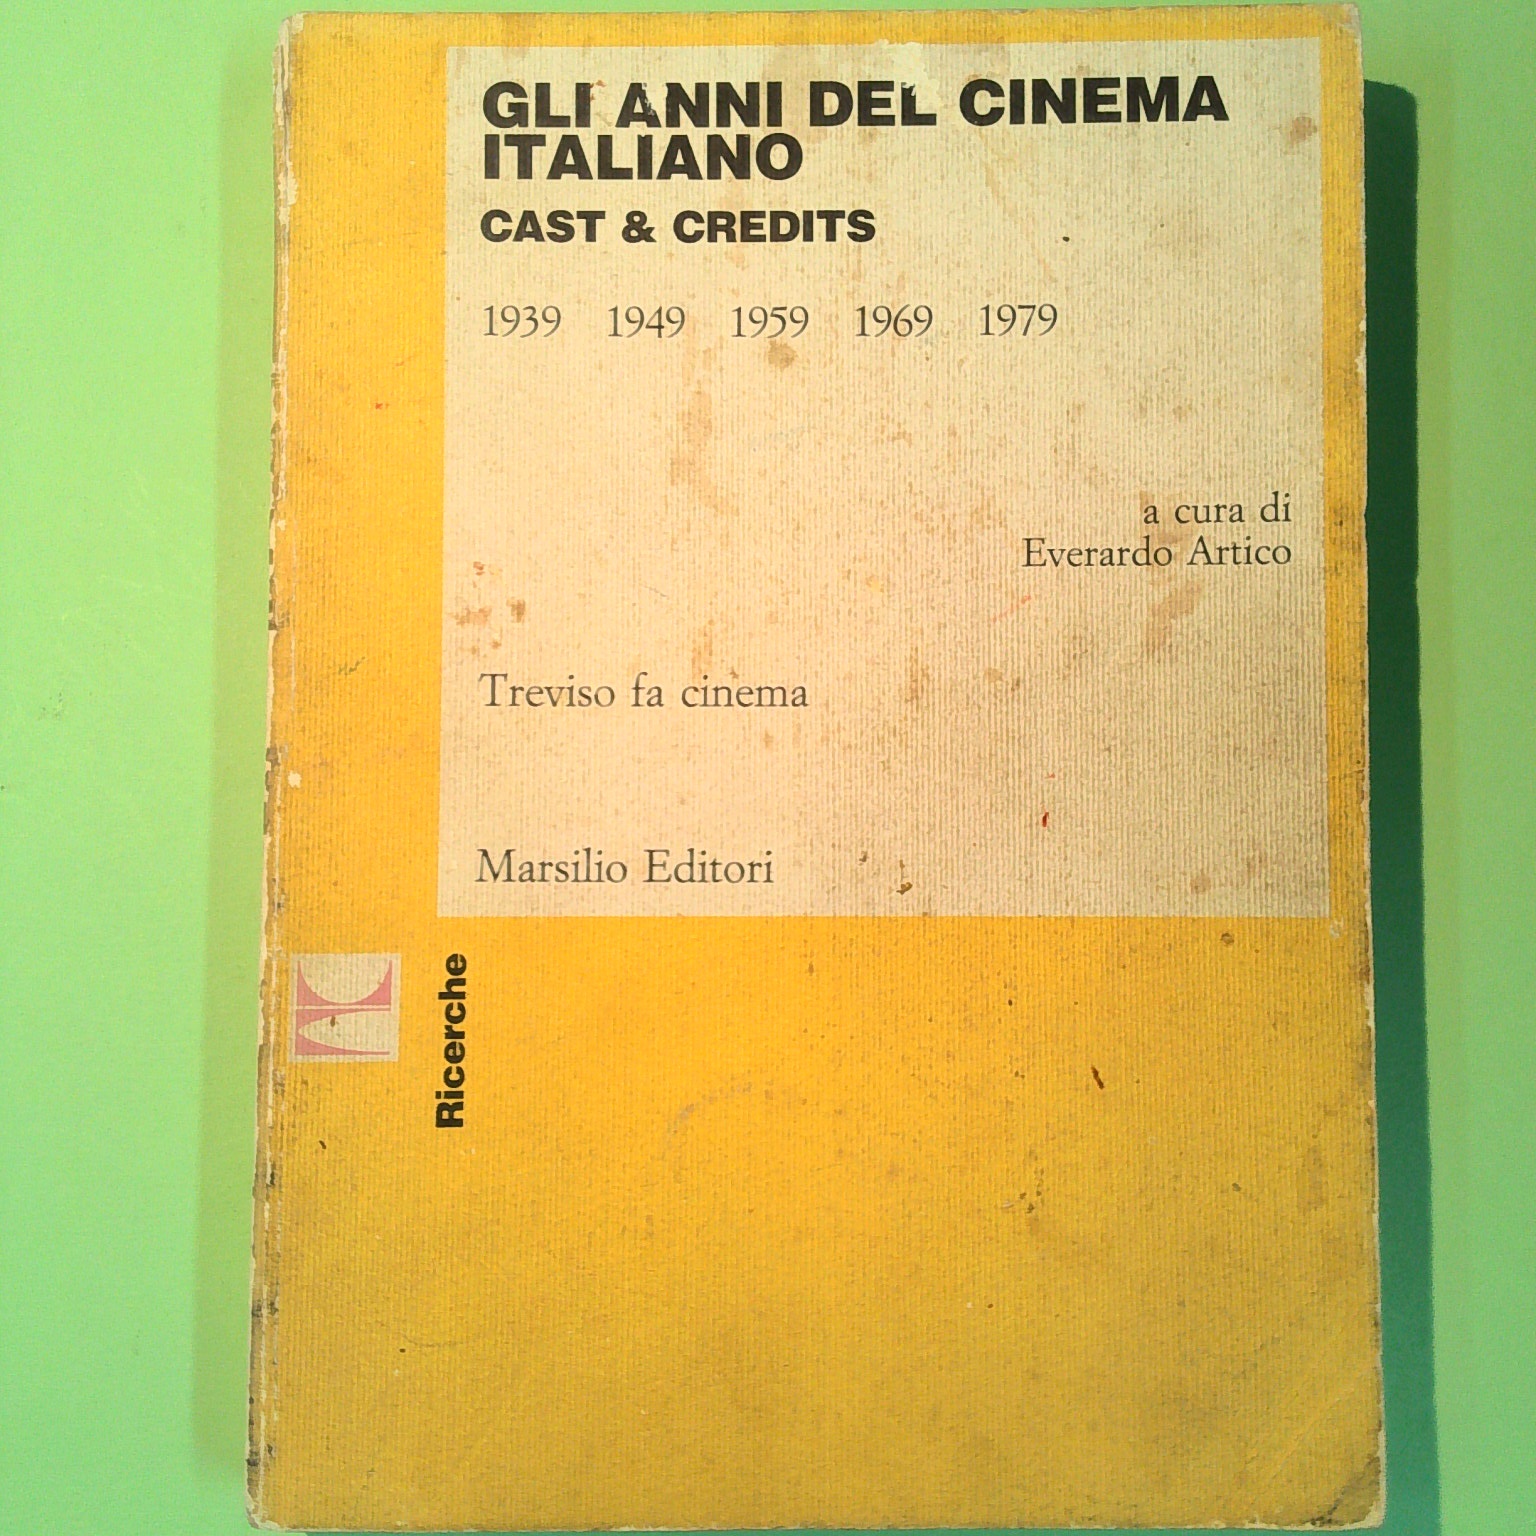 GLI ANNI DEL CINEMA
ITALIANO
CAST & CREDITS
1939 1949 1959 1969 1979
a cura di
Everardo Artico
Treviso fa cinema
Marsilio Editori
Ricerche